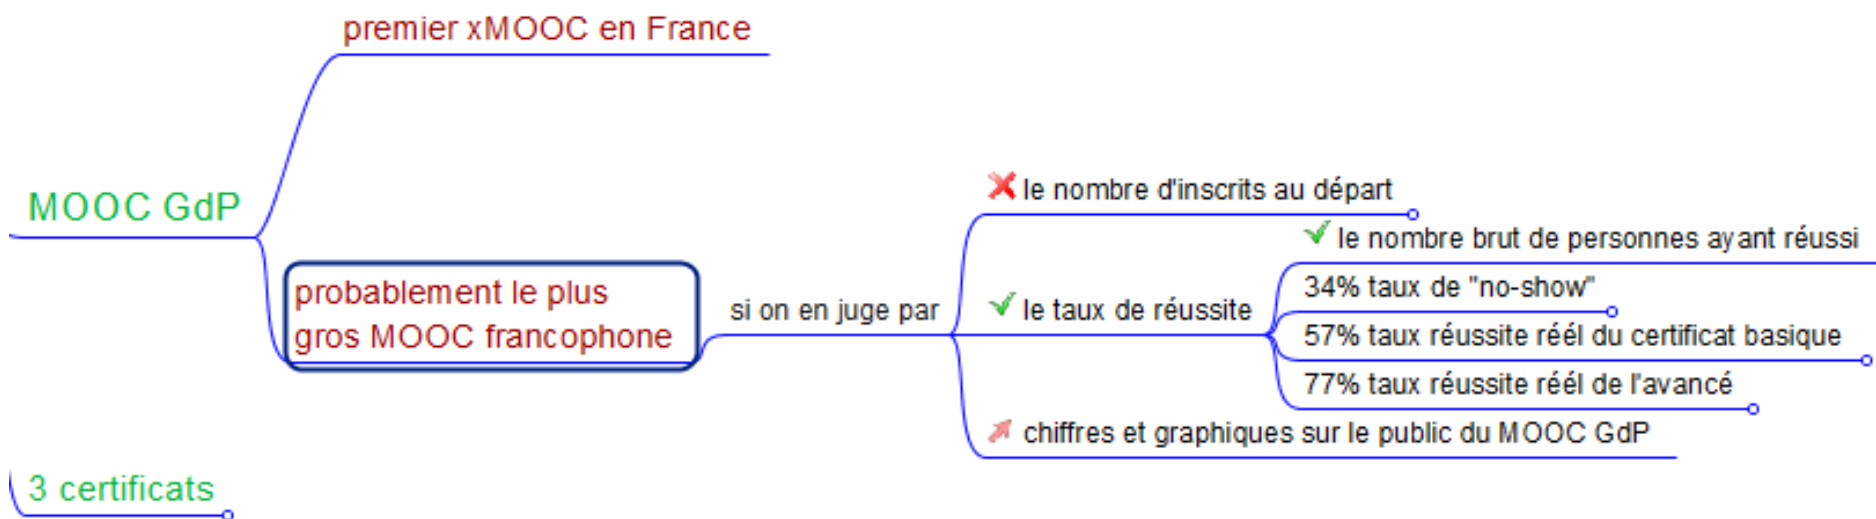 premier xMOOC en France
MOOC GdP
probablement le plus
gros MOOC francophone
si on en juge par
le nombre d'inscrits au départ
le taux de réussite
le nombre brut de personnes ayant réussi
34% taux de "no-show"
57% taux réussite réél du certificat basique
77% taux réussite réél de l'avancé
chiffres et graphiques sur le public du MOOC GdP
3 certificats